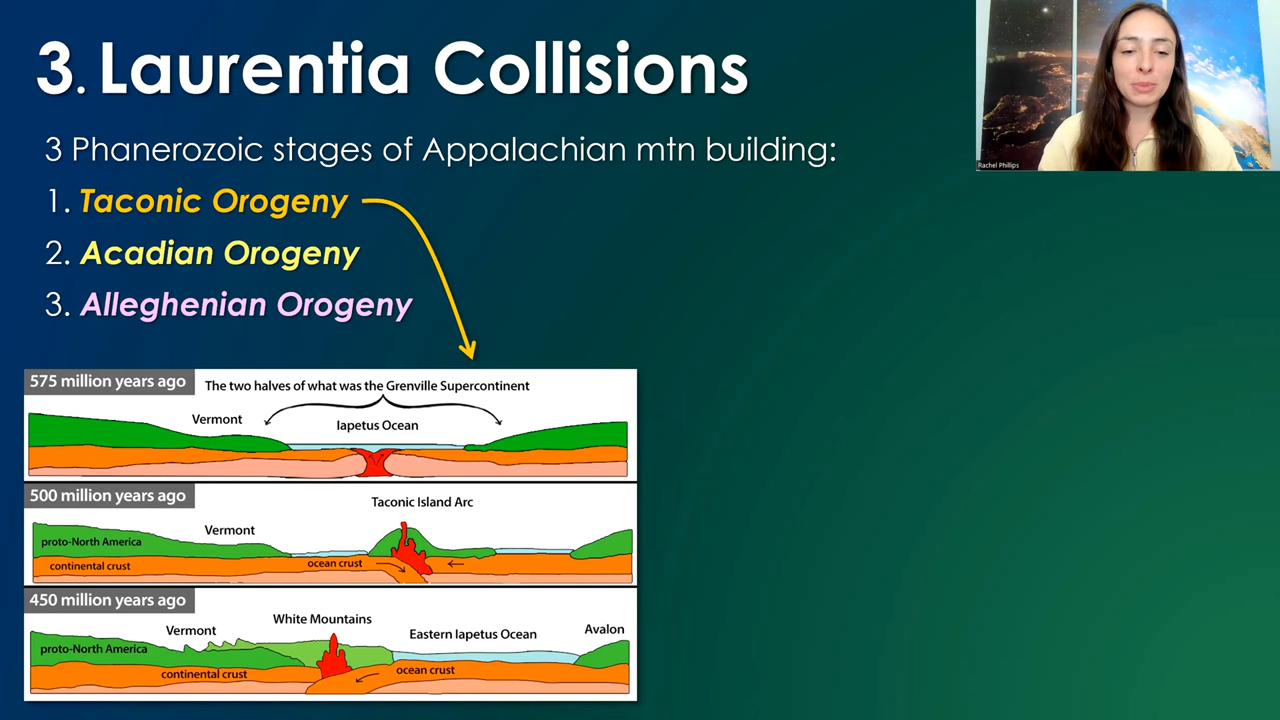 3. Laurentia Collisions
Rachel Phillips
3 Phanerozoic stages of Appalachian mtn building:
1. Taconic Orogeny
2. Acadian Orogeny
3. Alleghenian Orogeny
575 million years ago
The two halves of what was the Grenville Supercontinent
Vermont
Iapetus Ocean
500 million years ago
Taconic Island Arc
Vermont
proto-North America
continental crust
ocean crust
450 million years ago
White Mountains
Vermont
Eastern Iapetus Ocean
Avalon
proto-North America
continental crust
ocean crust